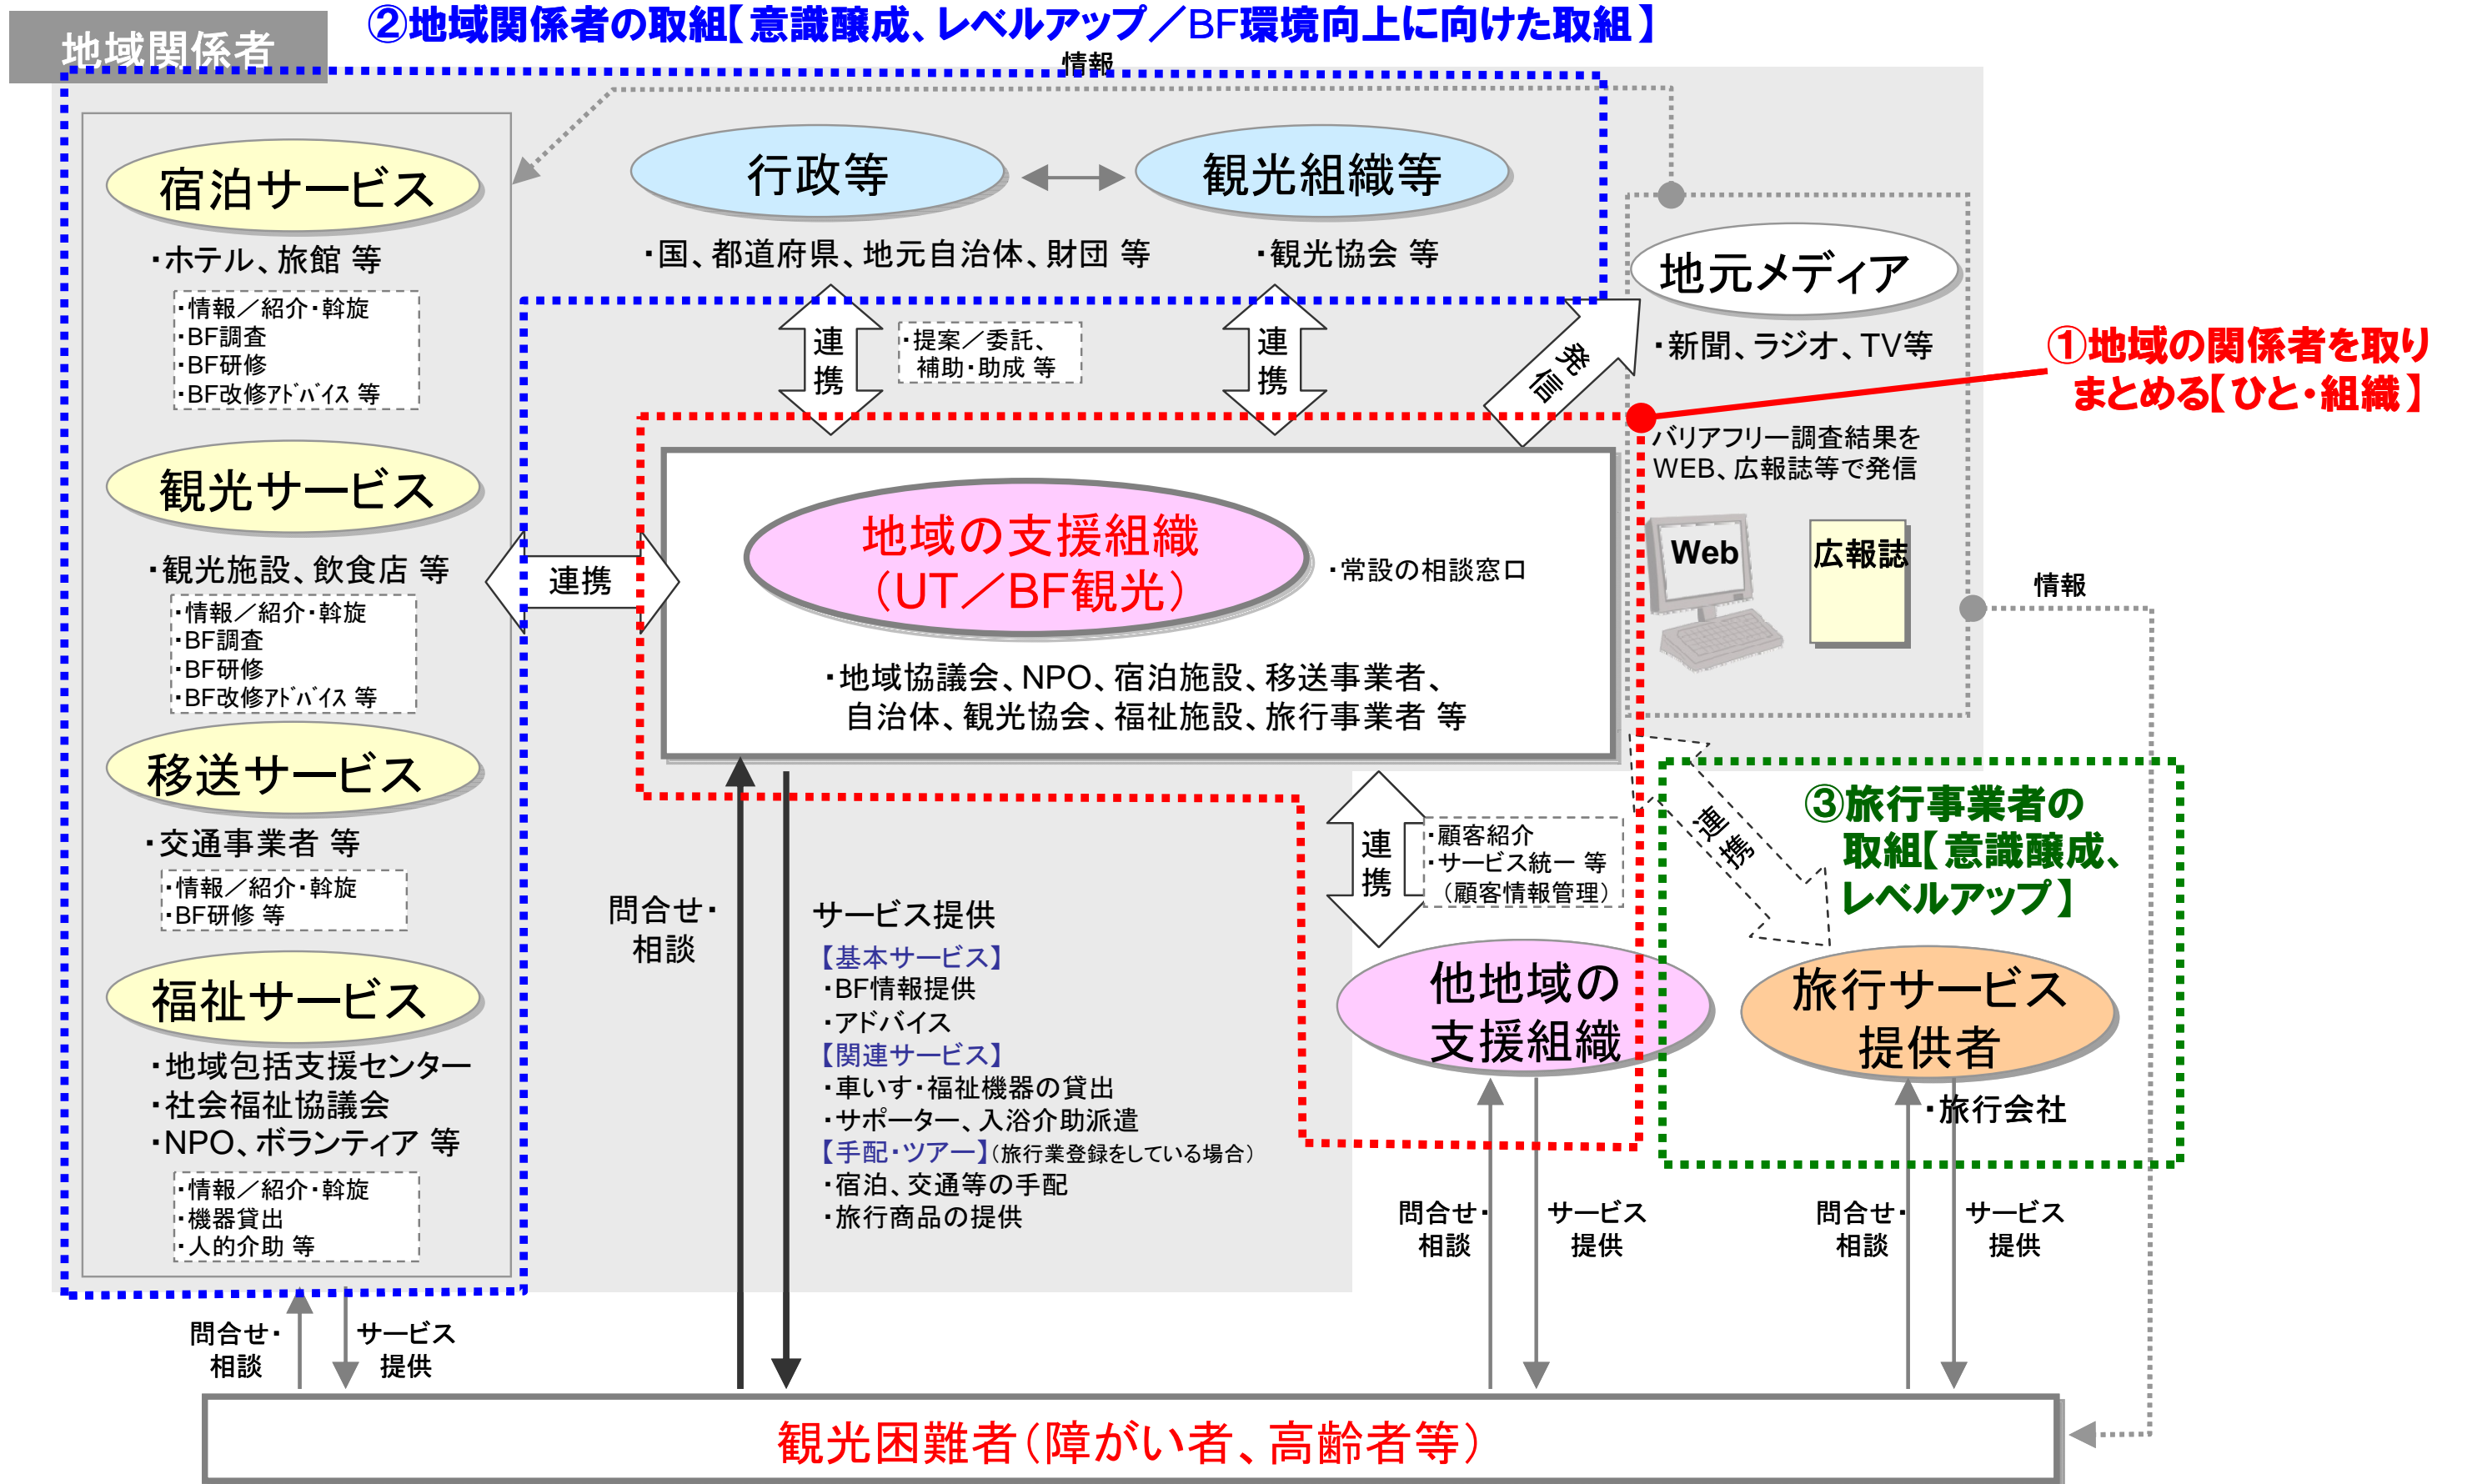 ②地域関係者の取組【意識醸成、レベルアップ／BF環境向上に向けた取組】
地域関係者
情報
宿泊サービス
・ホテル、旅館 等
・情報／紹介・斡旋
・BF調査
・BF研修
・BF改修ｱﾄﾞﾊﾞｲｽ 等
観光サービス
・観光施設、飲食店 等
・情報／紹介・斡旋
・BF調査
・BF研修
・BF改修ｱﾄﾞﾊﾞｲｽ 等
移送サービス
・交通事業者 等
・情報／紹介・斡旋
・BF研修 等
福祉サービス
・地域包括支援センター
・社会福祉協議会
・NPO、ボランティア 等
・情報／紹介・斡旋
・機器貸出
・人的介助 等
行政等
・国、都道府県、地元自治体、財団 等
観光組織等
・観光協会 等
連携
・提案／委託、
補助・助成 等
連携
発信
地元メディア
・新聞、ラジオ、TV等
バリアフリー調査結果を
WEB、広報誌等で発信
Web
広報誌
①地域の関係者を取り
まとめる【ひと・組織】
情報
連携
地域の支援組織
（UT／BF観光）
・常設の相談窓口
・地域協議会、NPO、宿泊施設、移送事業者、
自治体、観光協会、福祉施設、旅行事業者 等
問合せ・
相談
サービス提供
【基本サービス】
・BF情報提供
・アドバイス
【関連サービス】
・車いす・福祉機器の貸出
・サポーター、入浴介助派遣
【手配・ツアー】（旅行業登録をしている場合）
・宿泊、交通等の手配
・旅行商品の提供
連携
・顧客紹介
・サービス統一 等
（顧客情報管理）
連携
③旅行事業者の
取組【意識醸成、
レベルアップ】
他地域の
支援組織
旅行サービス
提供者
・旅行会社
問合せ・
相談
サービス
提供
問合せ・
相談
サービス
提供
問合せ・
相談
サービス
提供
観光困難者（障がい者、高齢者等）